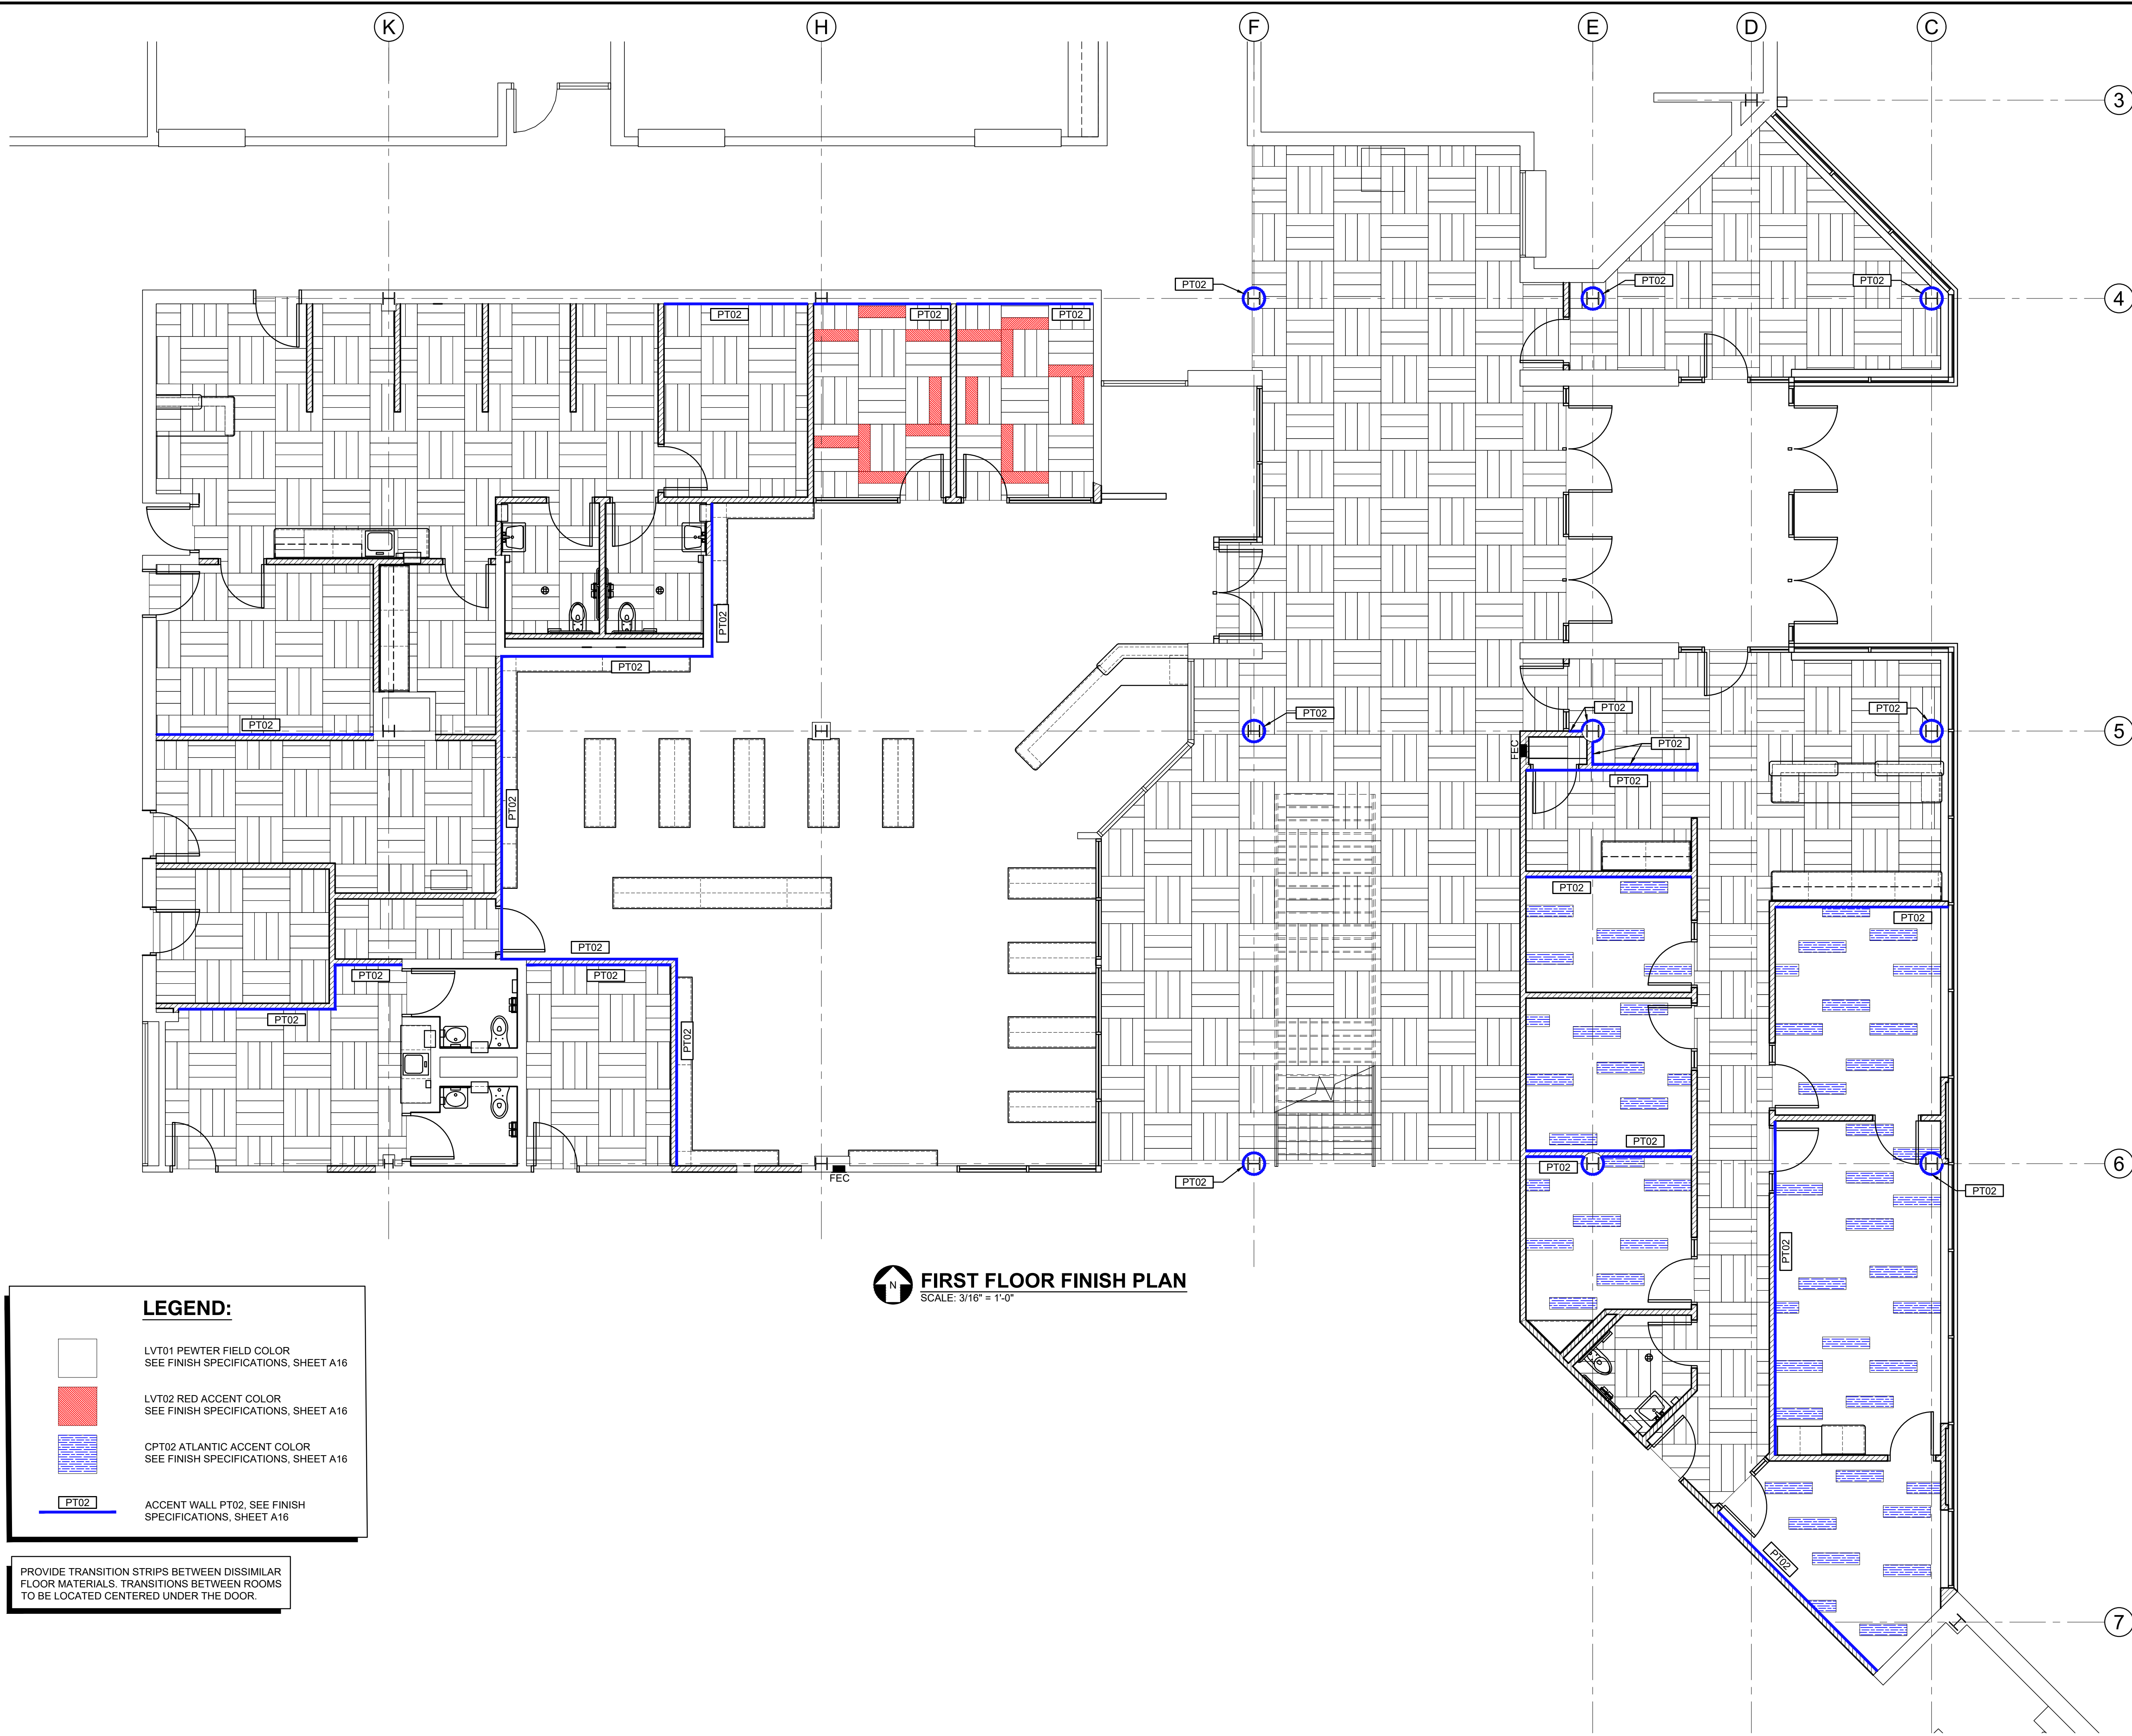 K
H
F
E
D
C
3
PT02
PT02
PT02
4
PT02
PT02
PT02
PT02
PT02
PT02
PT02
PT02
PT02
PT02
PT02
5
FEC
PT02
PT02
PT02
PT02
PT02
PT02
PT02
PT02
PT02
PT02
PT02
PT02
PT02
6
FEC
PT02
PT02
PT02
N
FIRST FLOOR FINISH PLAN
SCALE: 3/16" = 1'-0"
PT02
7
LEGEND:
LVT01 PEWTER FIELD COLOR
SEE FINISH SPECIFICATIONS, SHEET A16
LVT02 RED ACCENT COLOR
SEE FINISH SPECIFICATIONS, SHEET A16
CPT02 ATLANTIC ACCENT COLOR
SEE FINISH SPECIFICATIONS, SHEET A16
PT02
ACCENT WALL PT02, SEE FINISH
SPECIFICATIONS, SHEET A16
PROVIDE TRANSITION STRIPS BETWEEN DISSIMILAR
FLOOR MATERIALS. TRANSITIONS BETWEEN ROOMS
TO BE LOCATED CENTERED UNDER THE DOOR.